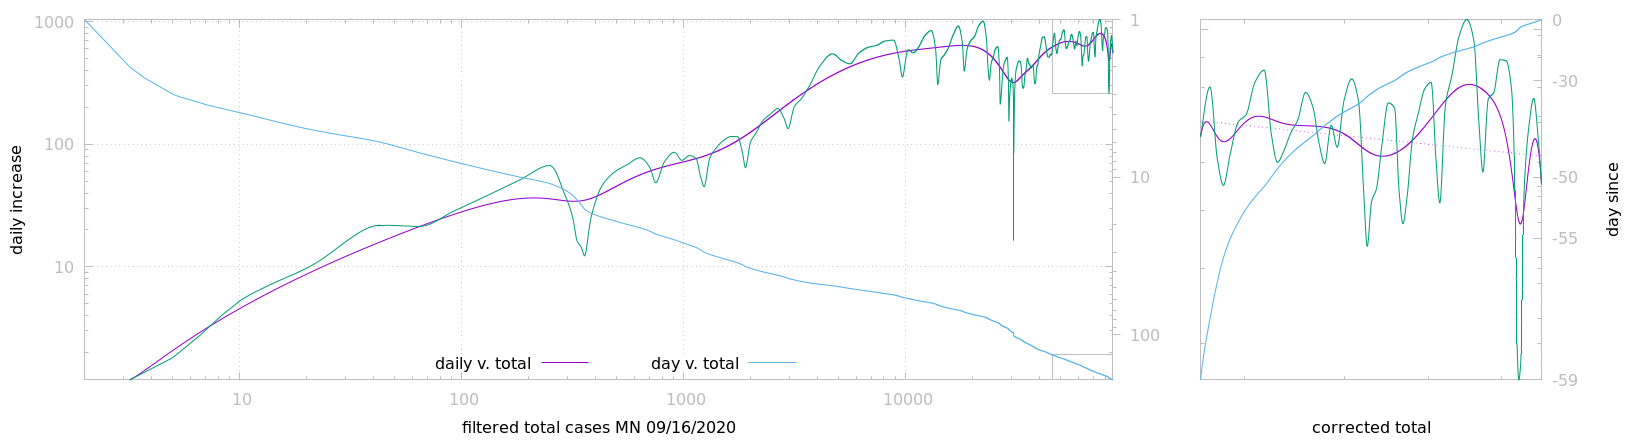 1000
100
10
daily increase
10
100
1000
10000
filtered total cases MN 09/16/2020
daily v. total
day v. total
1
10
100
0
-30
-50
-55
-59
day since
corrected total